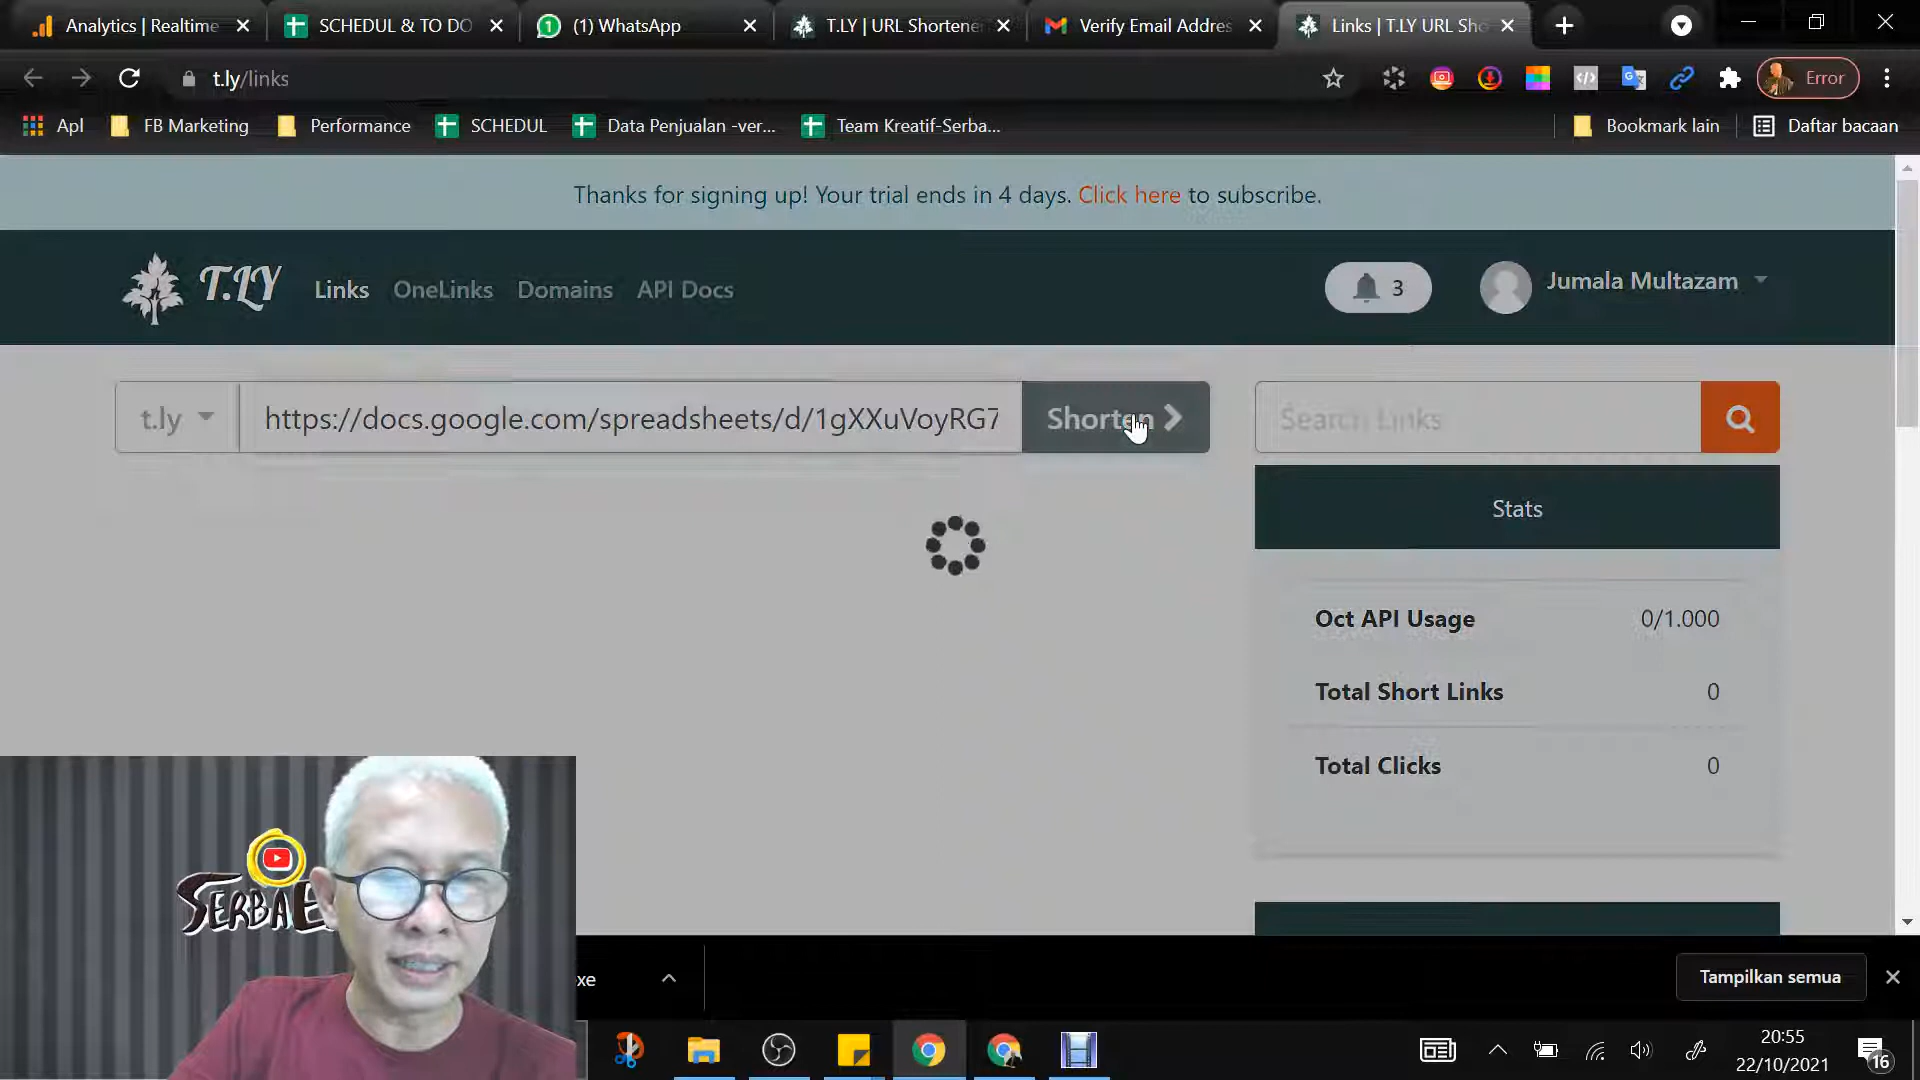 Analytics | Realtime
SCHEDUL & TO DO
(1) WhatsApp
T.LY | URL Shortene
Verify Email Addres
Links | T.LY URL Sho
t.ly/links
Error
Apl
FB Marketing
Performance
SCHEDUL
Data Penjualan -ver...
Team Kreatif-Serba...
Bookmark lain
Daftar bacaan
Thanks for signing up! Your trial ends in 4 days. Click here to subscribe.
T.LY
Links
OneLinks
Domains
API Docs
3
Jumala Multazam
t.ly
https://docs.google.com/spreadsheets/d/1gXXuVoyRG7
Shorten
Search Links
Stats
Oct API Usage
0/1.000
Total Short Links
0
Total Clicks
0
SERBAE
xe
Tampilkan semua
20:55
22/10/2021
16